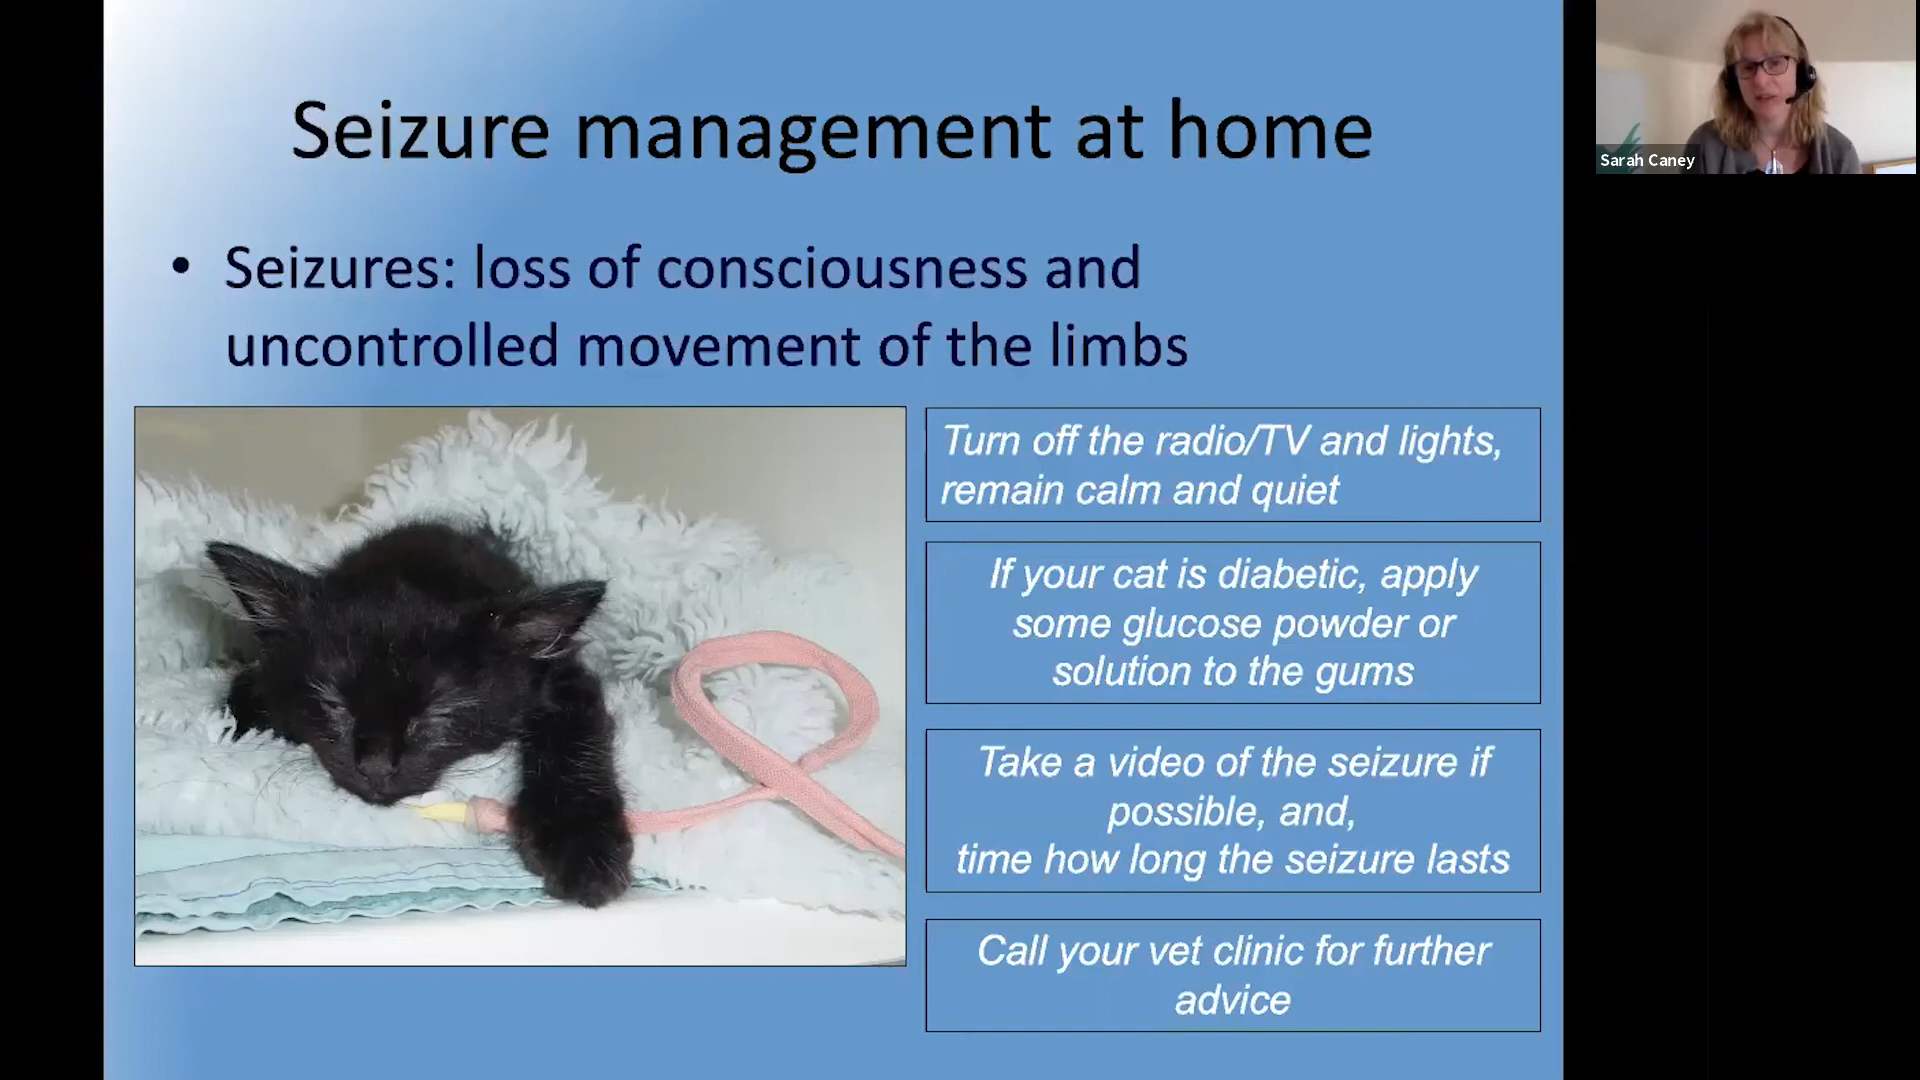 Seizure management at home
• Seizures: loss of consciousness and
uncontrolled movement of the limbs
Turn off the radio/TV and lights,
remain calm and quiet
If your cat is diabetic, apply
some glucose powder or
solution to the gums
Take a video of the seizure if
possible, and,
time how long the seizure lasts
Call your vet clinic for further
advice
Sarah Caney